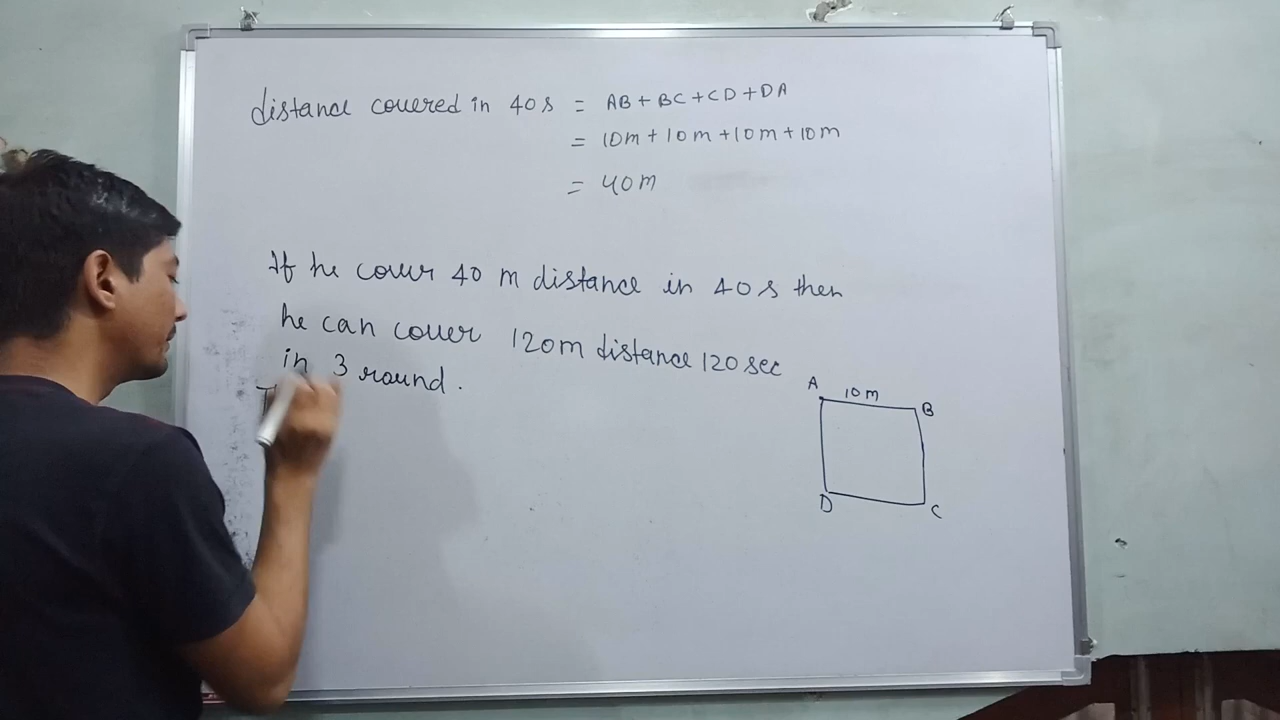 distance covered in 40s = AB + BC + CD + DA
= 10m + 10m + 10m + 10m
= 40m
If he cover 40 m distance in 40s then
he can cover 120m distance 120 sec
in 3 round.
A 10m B
D C